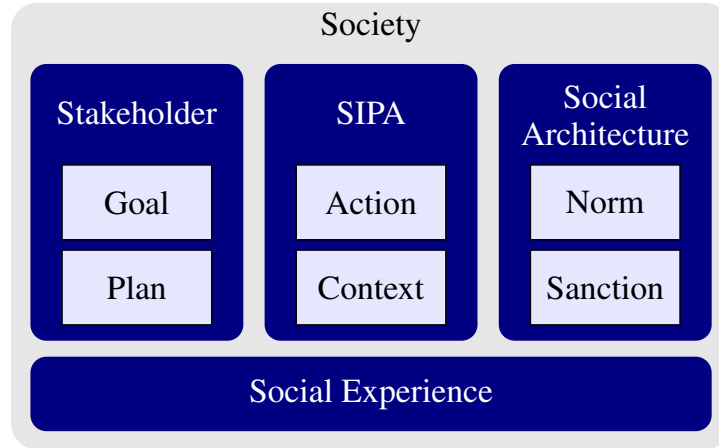 Society
Stakeholder
Goal
Plan
SIPA
Action
Context
Social
Architecture
Norm
Sanction
Social Experience